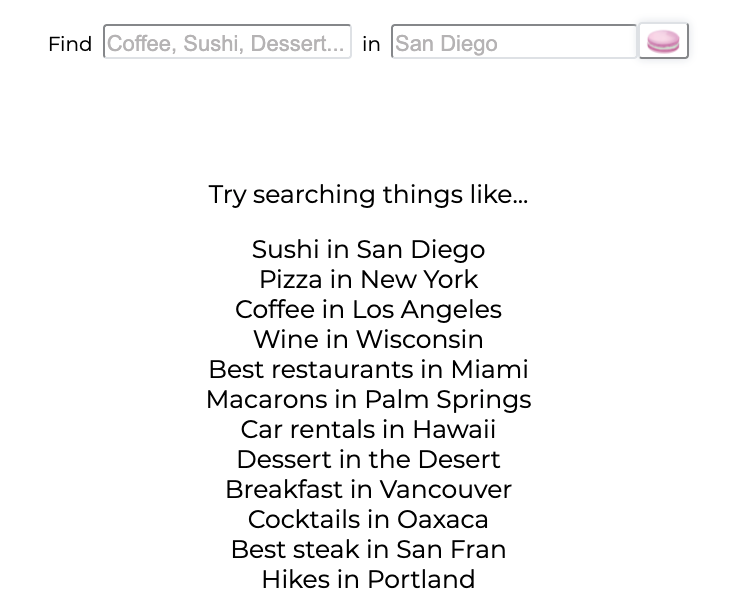 Find Coffee, Sushi, Dessert... in San Diego
Try searching things like...
Sushi in San Diego
Pizza in New York
Coffee in Los Angeles
Wine in Wisconsin
Best restaurants in Miami
Macarons in Palm Springs
Car rentals in Hawaii
Dessert in the Desert
Breakfast in Vancouver
Cocktails in Oaxaca
Best steak in San Fran
Hikes in Portland